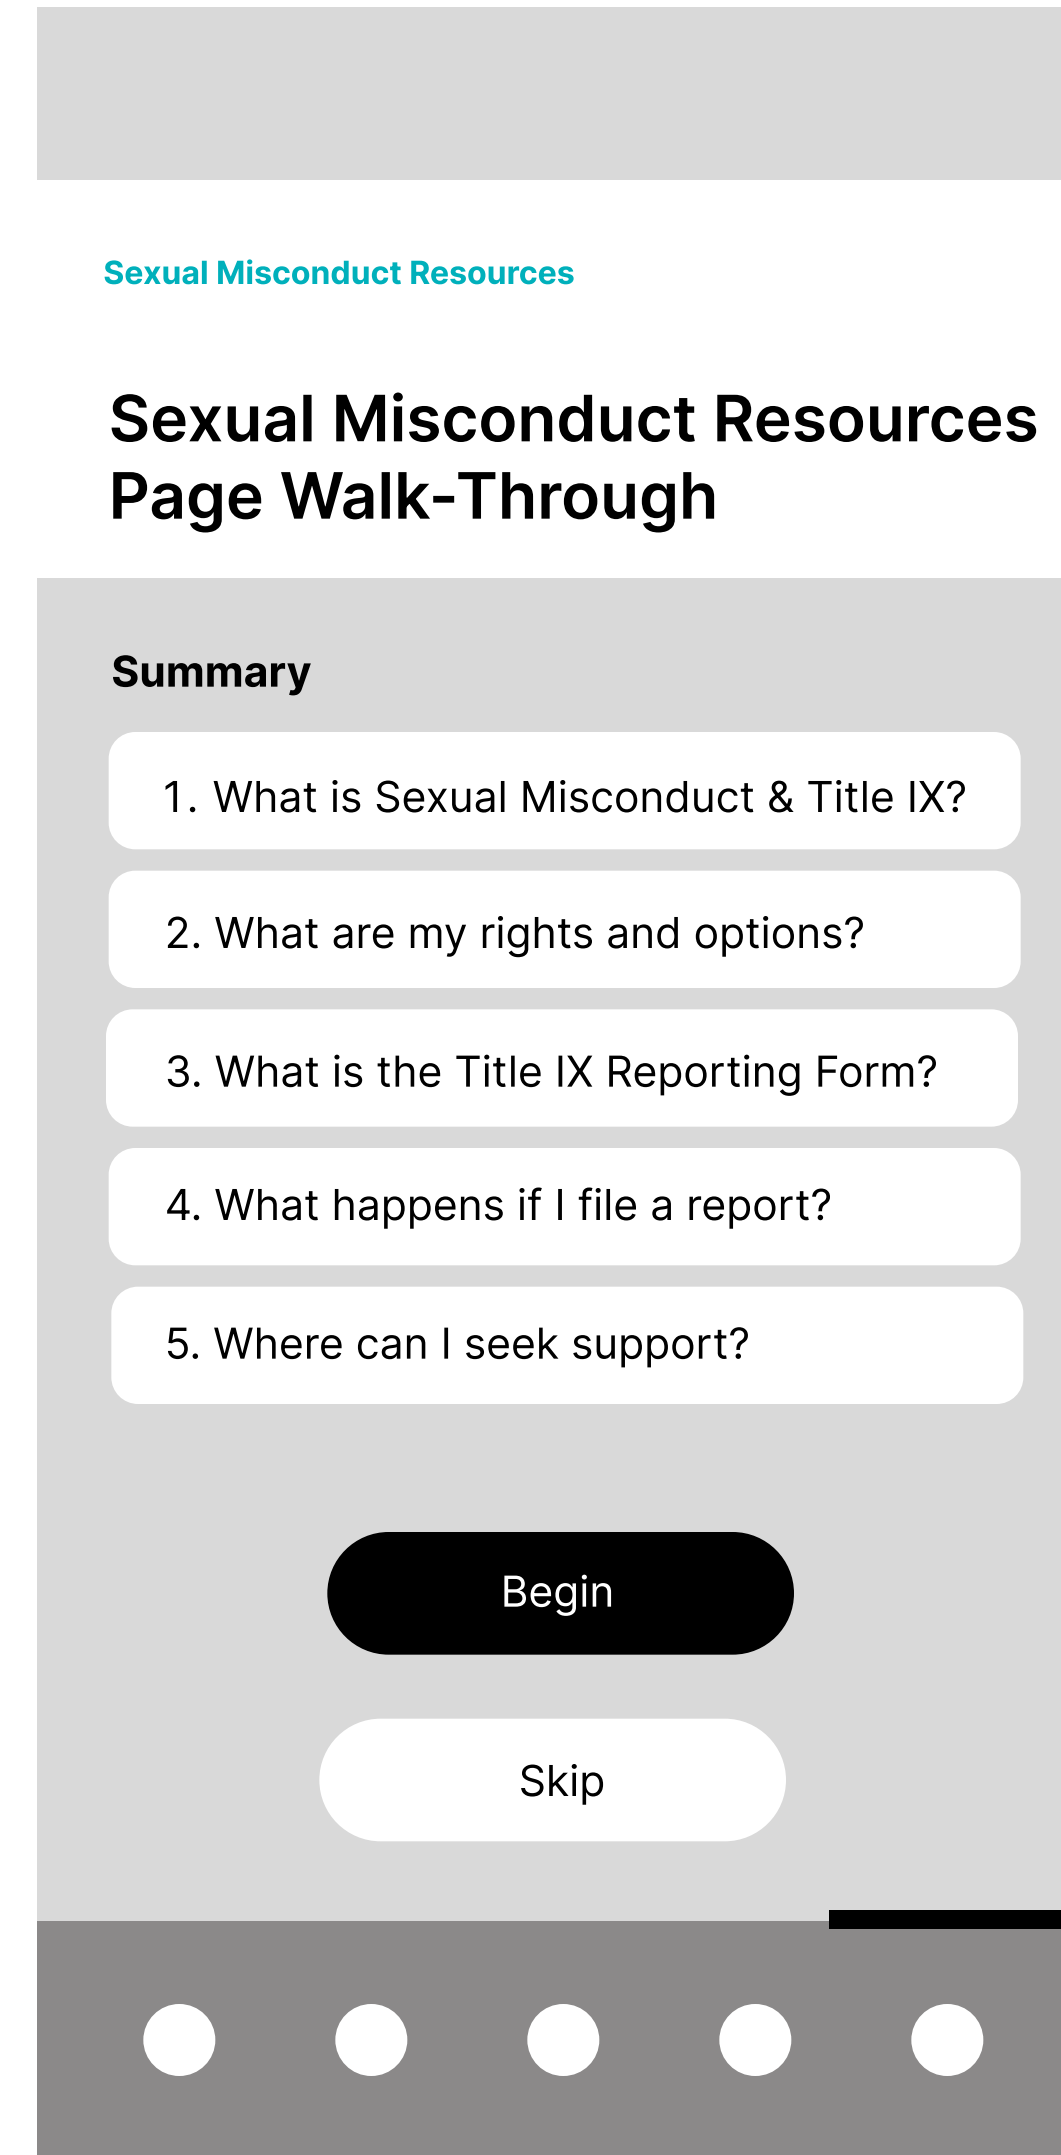 Sexual Misconduct Resources
Sexual Misconduct Resources
Page Walk-Through
Summary
1. What is Sexual Misconduct & Title IX?
2. What are my rights and options?
3. What is the Title IX Reporting Form?
4. What happens if I file a report?
5. Where can I seek support?
Begin
Skip